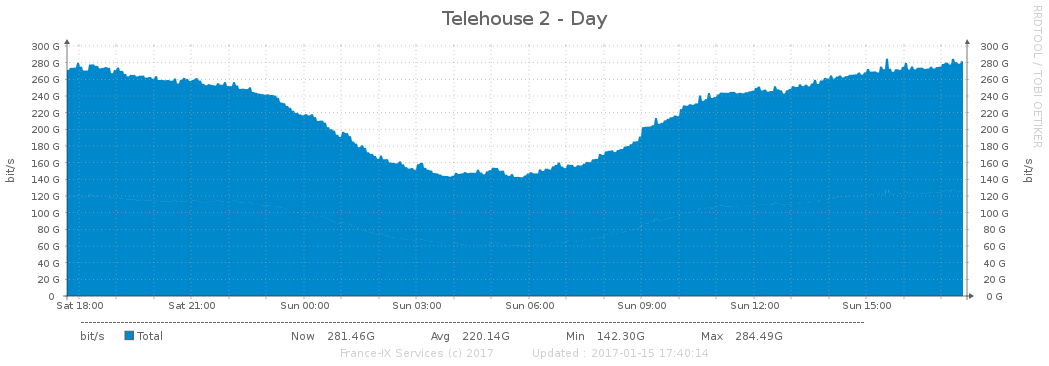 Telehouse 2 - Day
RRDTOOL / TOBI OETIKER
bit/s
300 G
280 G
260 G
240 G
220 G
200 G
180 G
160 G
140 G
120 G
100 G
80 G
60 G
40 G
20 G
0
300 G
280 G
260 G
240 G
220 G
200 G
180 G
160 G
140 G
120 G
100 G
80 G
60 G
40 G
20 G
0 G
bit/s
Sat 18:00 Sat 21:00 Sun 00:00 Sun 03:00 Sun 06:00 Sun 09:00 Sun 12:00 Sun 15:00
bit/s Total Now 281.46G Avg 220.14G Min 142.30G Max 284.49G
France-IX Services (c) 2017 Updated : 2017-01-15 17:40:14